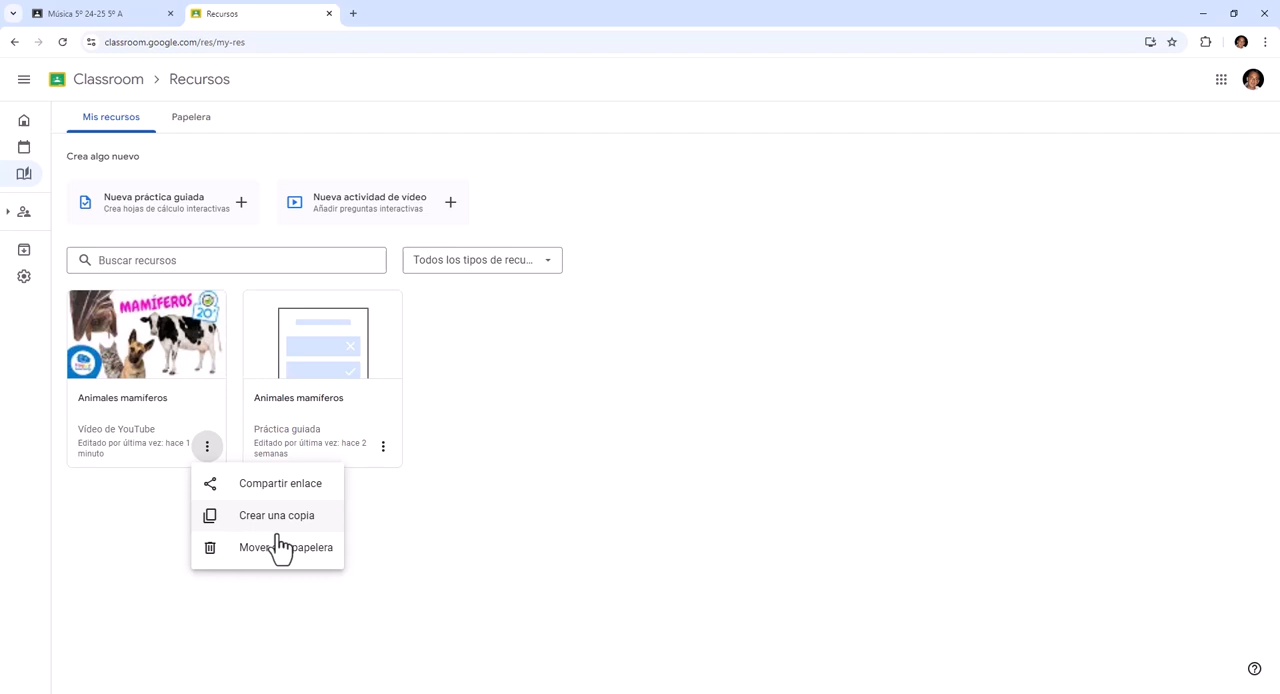 Música 5º 24-25 5º A
Recursos
classroom.google.com/res/my-res
Classroom > Recursos
Mis recursos
Papelera
Crea algo nuevo
Nueva práctica guiada
Crea hojas de cálculo interactivas
Nueva actividad de vídeo
Añadir preguntas interactivas
Buscar recursos
Todos los tipos de recu...
MAMÍFEROS
20'
Animales mamíferos
Vídeo de YouTube
Editado por última vez: hace 1
minuto
Animales mamíferos
Práctica guiada
Editado por última vez: hace 2
semanas
Compartir enlace
Crear una copia
Mover papelera